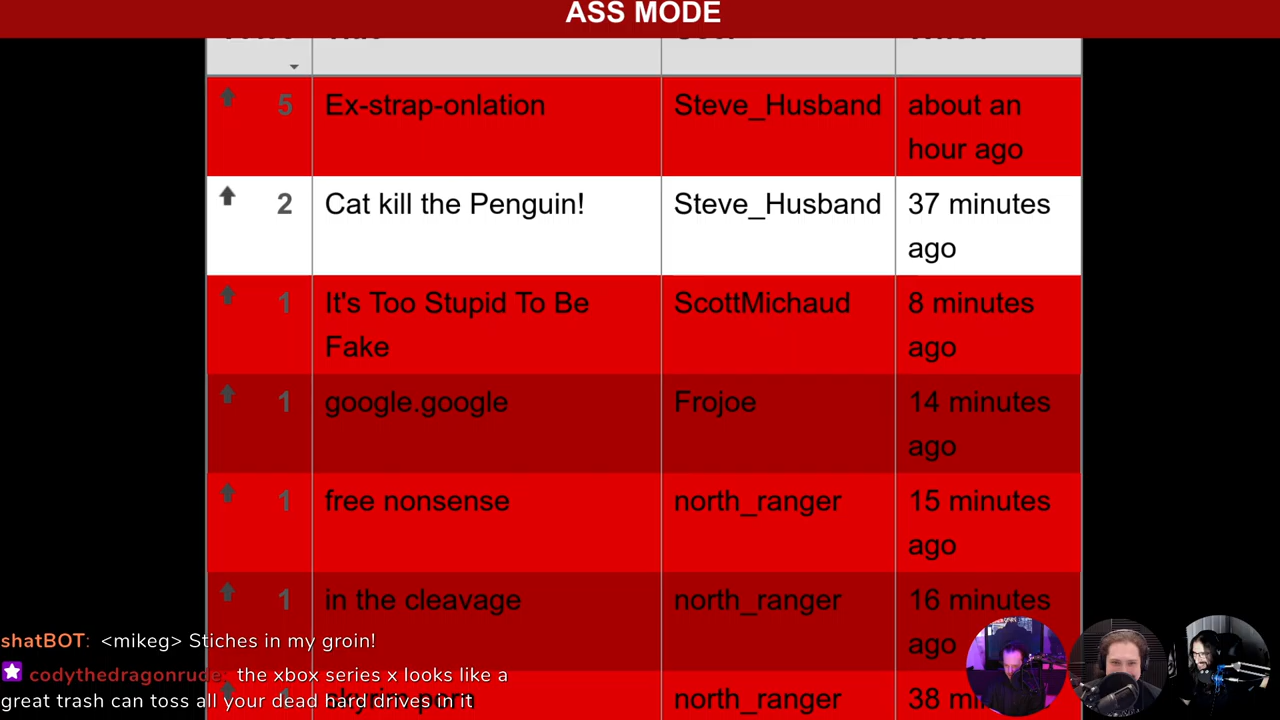 ASS MODE
5 Ex-strap-onlation Steve_Husband about an
hour ago
2 Cat kill the Penguin! Steve_Husband 37 minutes
ago
1 It's Too Stupid To Be ScottMichaud 8 minutes
Fake ago
1 google.google Frojoe 14 minutes
ago
1 free nonsense north_ranger 15 minutes
ago
1 in the cleavage north_ranger 16 minutes
ago
north_ranger 38
shatBOT: <mikeg> Stiches in my groin!
codythedragonrude: the xbox series x looks like a
great trash can toss all your dead hard drives in it